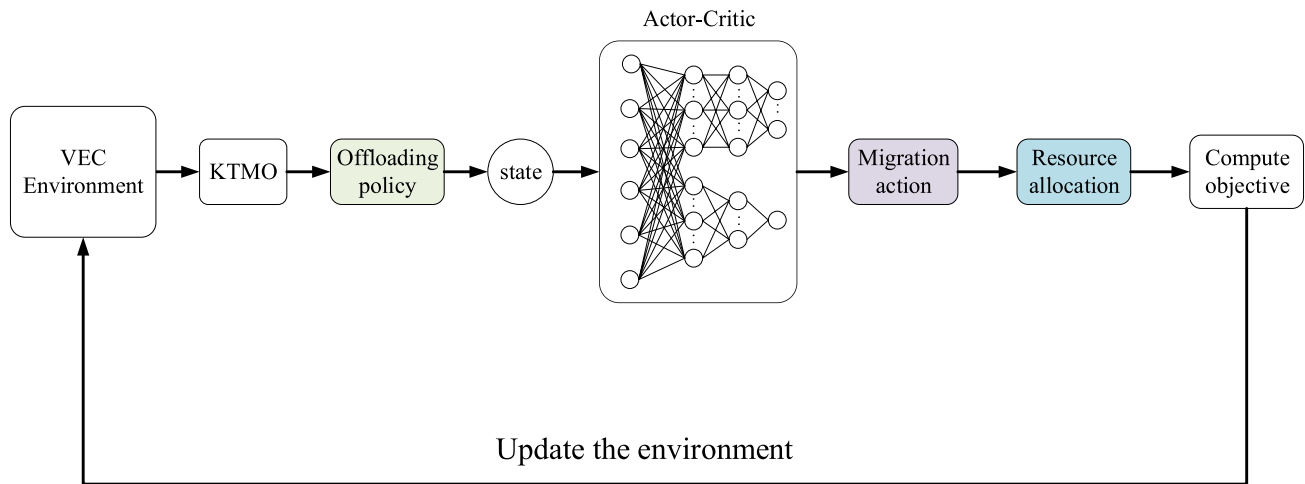 Actor-Critic
VEC
Environment
KTMO
Offloading
policy
state
Migration
action
Resource
allocation
Compute
objective
Update the environment